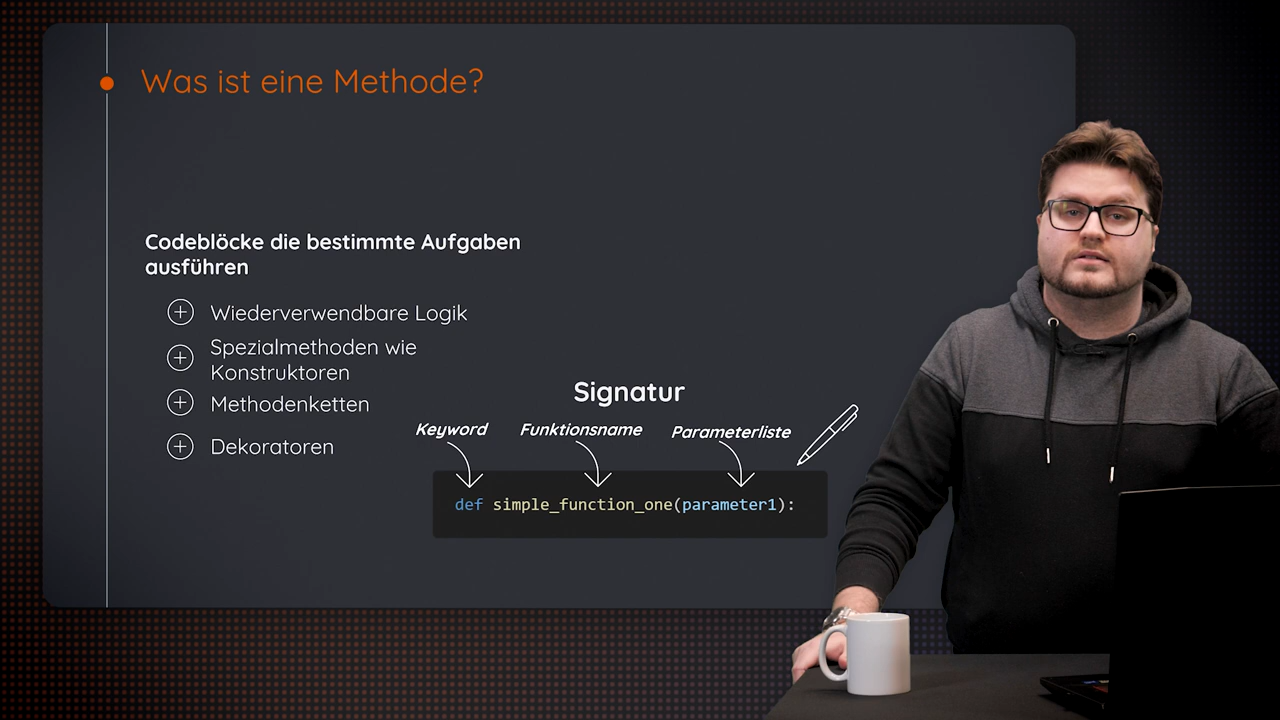 Was ist eine Methode?
Codeblöcke die bestimmte Aufgaben
ausführen
Wiederverwendbare Logik
Spezialmethoden wie
Konstruktoren
Methodenketten
Dekoratoren
Signatur
Keyword Funktionsname Parameterliste
def simple_function_one(parameter1):